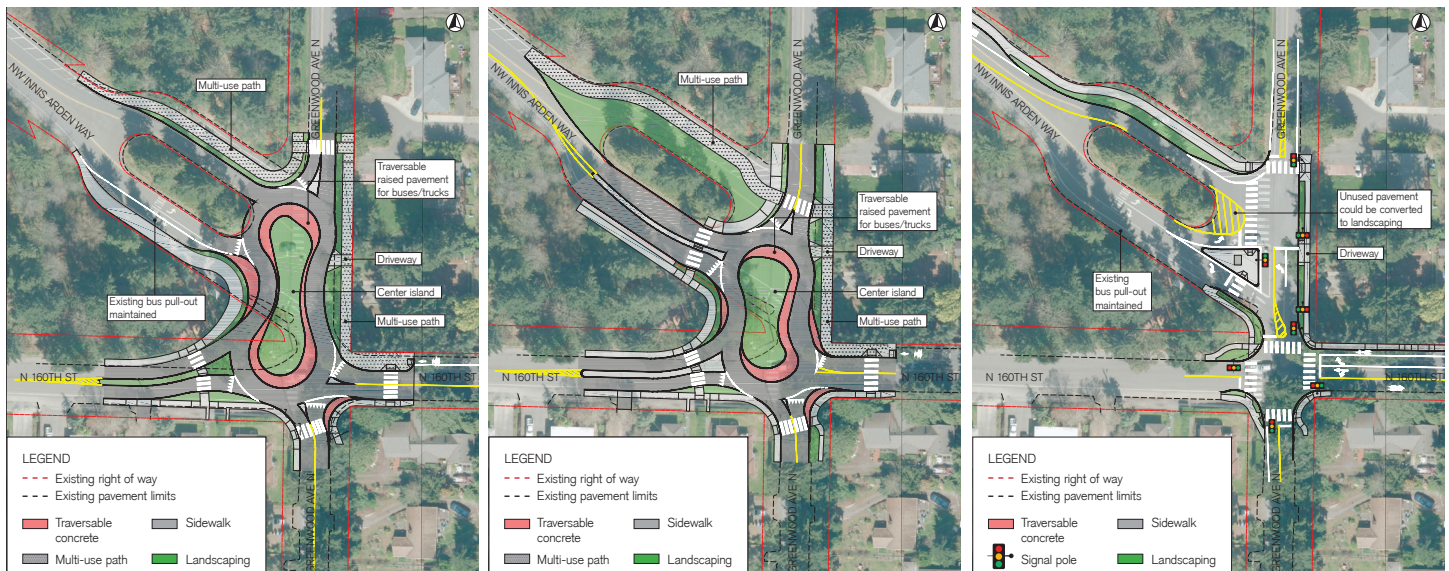 NW INNIS ARDEN WAY
GREENWOOD AVE N
Multi-use path
Traversable
raised pavement
for buses/trucks
Driveway
Center island
Existing bus pull-out
maintained
Multi-use path
N 160TH ST
N 160TH ST
GREENWOOD AVE N
LEGEND
Existing right of way
Existing pavement limits
Traversable
concrete
Sidewalk
Multi-use path
Landscaping
NW INNIS ARDEN WAY
GREENWOOD AVE N
Multi-use path
Traversable
raised pavement
for buses/trucks
Driveway
Center island
Multi-use path
N 160TH ST
N 160TH ST
GREENWOOD AVE N
LEGEND
Existing right of way
Existing pavement limits
Traversable
concrete
Sidewalk
Multi-use path
Landscaping
NW INNIS ARDEN WAY
GREENWOOD AVE N
Unused pavement
could be converted
to landscaping
Driveway
Existing
bus pull-out
maintained
N 160TH ST
N 160TH ST
GREENWOOD AVE N
LEGEND
Existing right of way
Existing pavement limits
Traversable
concrete
Sidewalk
Signal pole
Landscaping